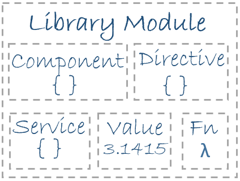 Library Module
Component
{ }
Directive
{ }
Service
{ }
Value
3.1415
Fn
λ